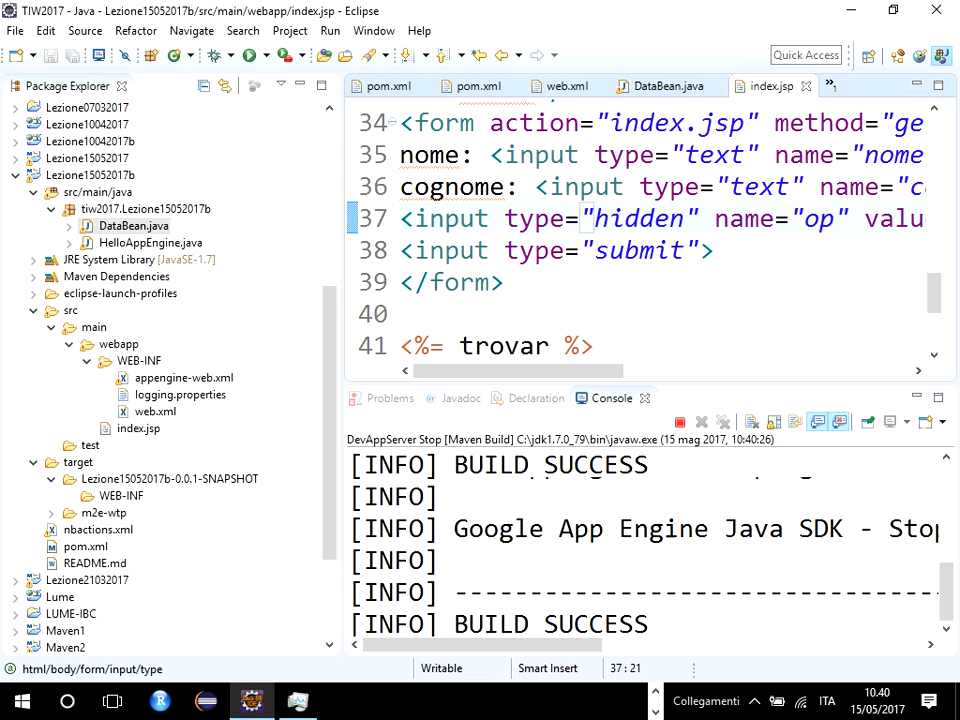 TIW2017 - Java - Lezione15052017b/src/main/webapp/index.jsp - Eclipse
File Edit Source Refactor Navigate Search Project Run Window Help
Quick Access
Package Explorer
Lezione07032017
Lezione10042017
Lezione10042017b
Lezione15052017
Lezione15052017b
src/main/java
tiw2017.Lezione15052017b
DataBean.java
HelloAppEngine.java
JRE System Library [JavaSE-1.7]
Maven Dependencies
eclipse-launch-profiles
src
main
webapp
WEB-INF
appengine-web.xml
logging.properties
web.xml
index.jsp
test
target
Lezione15052017b-0.0.1-SNAPSHOT
WEB-INF
m2e-wtp
nbactions.xml
pom.xml
README.md
Lezione21032017
Lume
LUME-IBC
Maven1
Maven2
pom.xml pom.xml web.xml DataBean.java index.jsp »1
34 <form action="index.jsp" method="ge
35 nome: <input type="text" name="nome
36 cognome: <input type="text" name="c
37 <input type="hidden" name="op" valu
38 <input type="submit">
39 </form>
40
41 <%= trovar %>
Problems Javadoc Declaration Console
DevAppServer Stop [Maven Build] C:\jdk1.7.0_79\bin\javaw.exe (15 mag 2017, 10:40:26)
[INFO] BUILD SUCCESS
[INFO]
[INFO] Google App Engine Java SDK - Stop
[INFO]
[INFO] --------------------------------
[INFO] BUILD SUCCESS
html/body/form/input/type Writable Smart Insert 37 : 21
Collegamenti ITA 10.40
15/05/2017